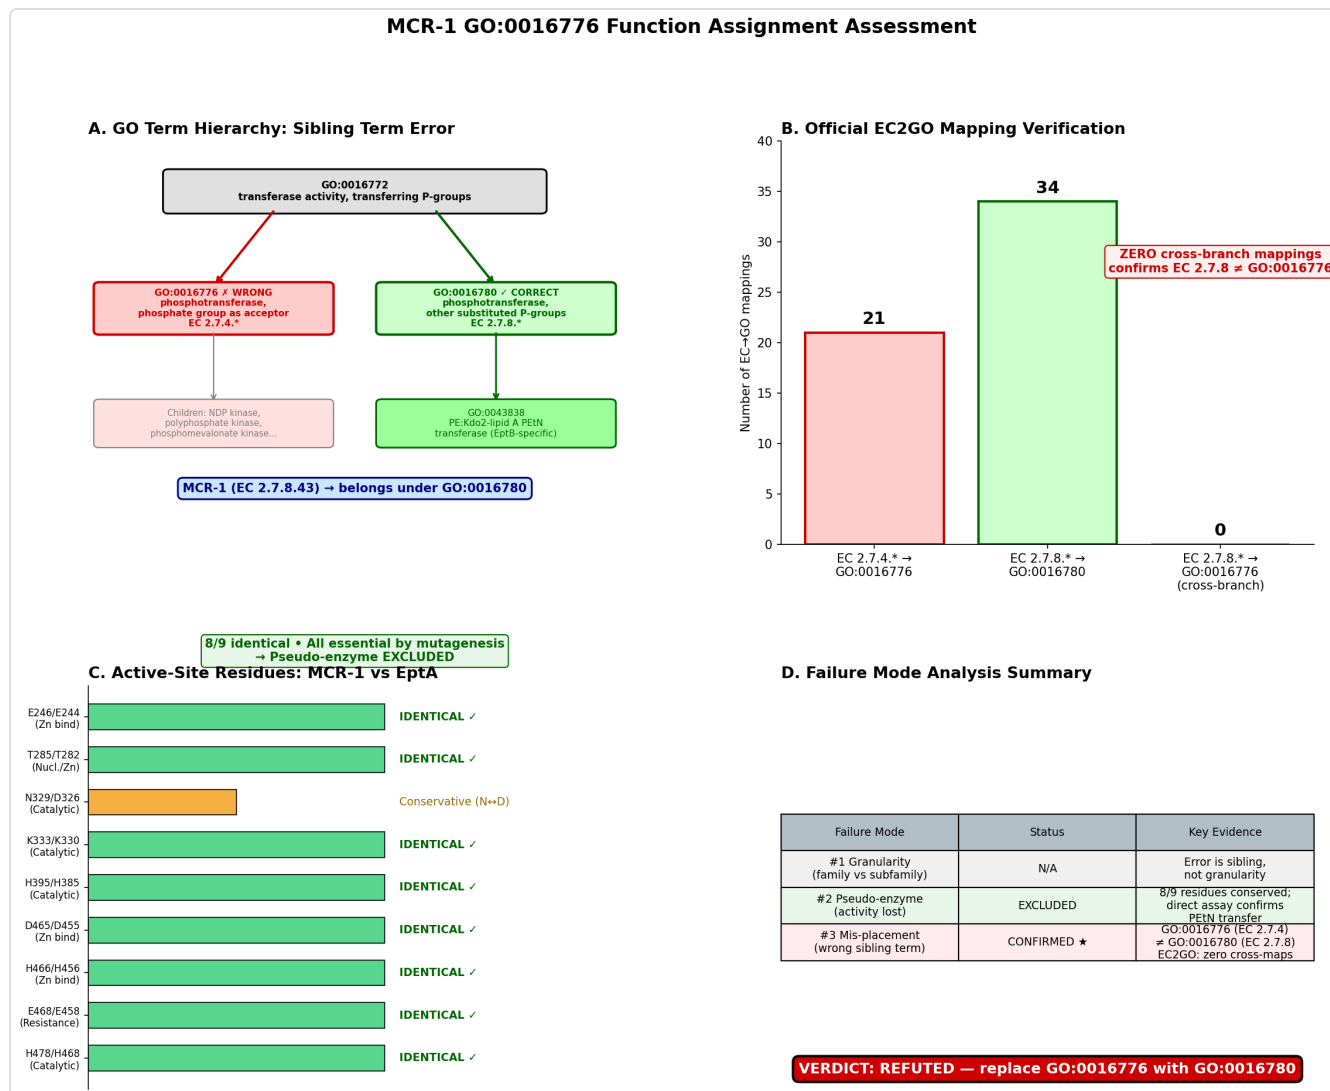 MCR-1 GO:0016776 Function Assignment Assessment
A. GO Term Hierarchy: Sibling Term Error
GO:0016772
transferase activity, transferring P-groups
GO:0016776 ✗ WRONG
phosphotransferase,
phosphate group as acceptor
EC 2.7.4.*
GO:0016780 ✓ CORRECT
phosphotransferase,
other substituted P-groups
EC 2.7.8.*
Children: NDP kinase,
polyphosphate kinase,
phosphomevalonate kinase...
GO:0043838
PE:Kdo2-lipid A PEtN
transferase (EptB-specific)
MCR-1 (EC 2.7.8.43) → belongs under GO:0016780
B. Official EC2GO Mapping Verification
Number of EC→GO mappings
40
35
30
25
20
15
10
5
0
21
34
0
ZERO cross-branch mappings
confirms EC 2.7.8 ≠ GO:0016776
EC 2.7.4.* →
GO:0016776
EC 2.7.8.* →
GO:0016780
EC 2.7.8.* →
GO:0016776
(cross-branch)
8/9 identical • All essential by mutagenesis
→ Pseudo-enzyme EXCLUDED
C. Active-Site Residues: MCR-1 vs EptA
E246/E244
(Zn bind)
IDENTICAL ✓
T285/T282
(Nucl./Zn)
IDENTICAL ✓
N329/D326
(Catalytic)
Conservative (N↔D)
K333/K330
(Catalytic)
IDENTICAL ✓
H395/H385
(Catalytic)
IDENTICAL ✓
D465/D455
(Zn bind)
IDENTICAL ✓
H466/H456
(Zn bind)
IDENTICAL ✓
E468/E458
(Resistance)
IDENTICAL ✓
H478/H468
(Catalytic)
IDENTICAL ✓
D. Failure Mode Analysis Summary
Failure Mode
Status
Key Evidence
#1 Granularity
(family vs subfamily)
N/A
Error is sibling,
not granularity
#2 Pseudo-enzyme
(activity lost)
EXCLUDED
8/9 residues conserved;
direct assay confirms
PEtN transfer
#3 Mis-placement
(wrong sibling term)
CONFIRMED ★
GO:0016776 (EC 2.7.4)
≠ GO:0016780 (EC 2.7.8)
EC2GO: zero cross-maps
VERDICT: REFUTED — replace GO:0016776 with GO:0016780